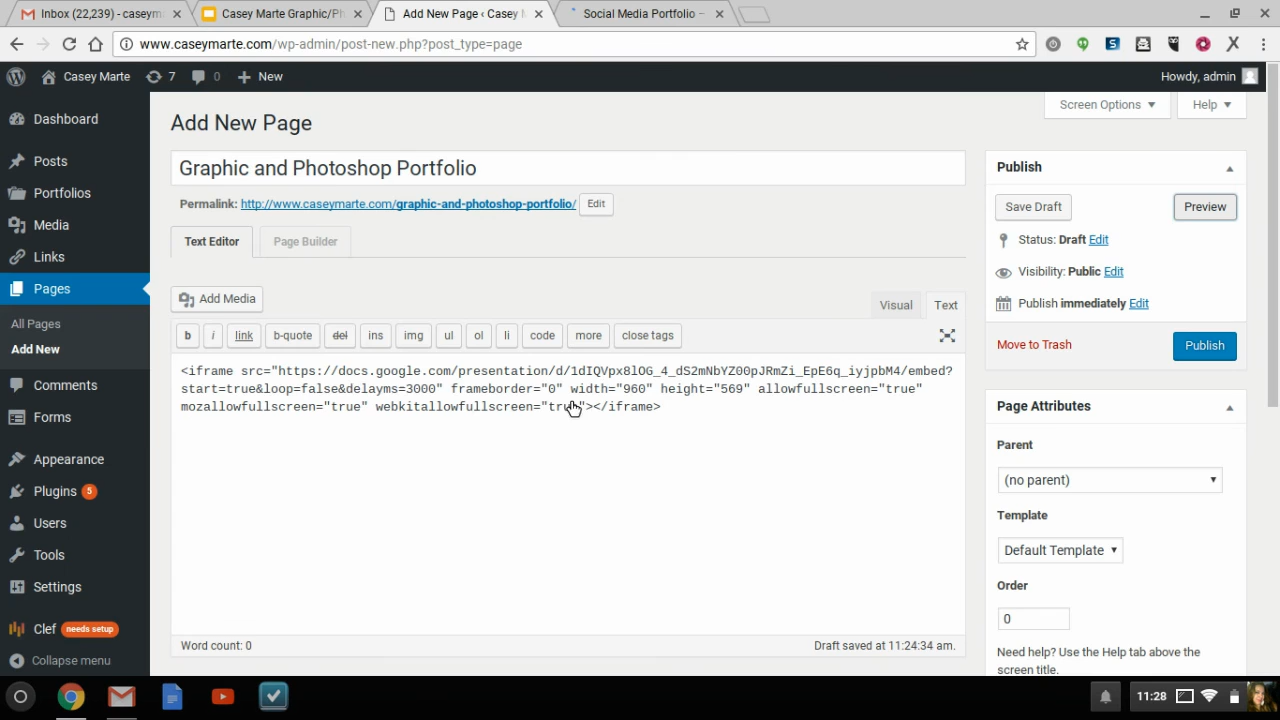 Inbox (22,239) - caseym
Casey Marte Graphic/Ph
Add New Page ‹ Casey
Social Media Portfolio –
www.caseymarte.com/wp-admin/post-new.php?post_type=page
Casey Marte
7
0
New
Howdy, admin
Screen Options
Help
Dashboard
Posts
Portfolios
Media
Links
Pages
All Pages
Add New
Comments
Forms
Appearance
Plugins 5
Users
Tools
Settings
Clef needs setup
Collapse menu
Add New Page
Graphic and Photoshop Portfolio
Permalink: http://www.caseymarte.com/graphic-and-photoshop-portfolio/ Edit
Text Editor
Page Builder
Add Media
Visual
Text
b i link b-quote del ins img ul ol li code more close tags
<iframe src="https://docs.google.com/presentation/d/1dIQVpx8lOG_4_dS2mNbYZ00pJRmZi_EpE6q_iyjpbM4/embed?
start=true&loop=false&delayms=3000" frameborder="0" width="960" height="569" allowfullscreen="true"
mozallowfullscreen="true" webkitallowfullscreen="true"></iframe>
Word count: 0
Draft saved at 11:24:34 am.
Publish
Save Draft
Preview
Status: Draft Edit
Visibility: Public Edit
Publish immediately Edit
Move to Trash
Publish
Page Attributes
Parent
(no parent)
Template
Default Template
Order
0
Need help? Use the Help tab above the
screen title.
11:28